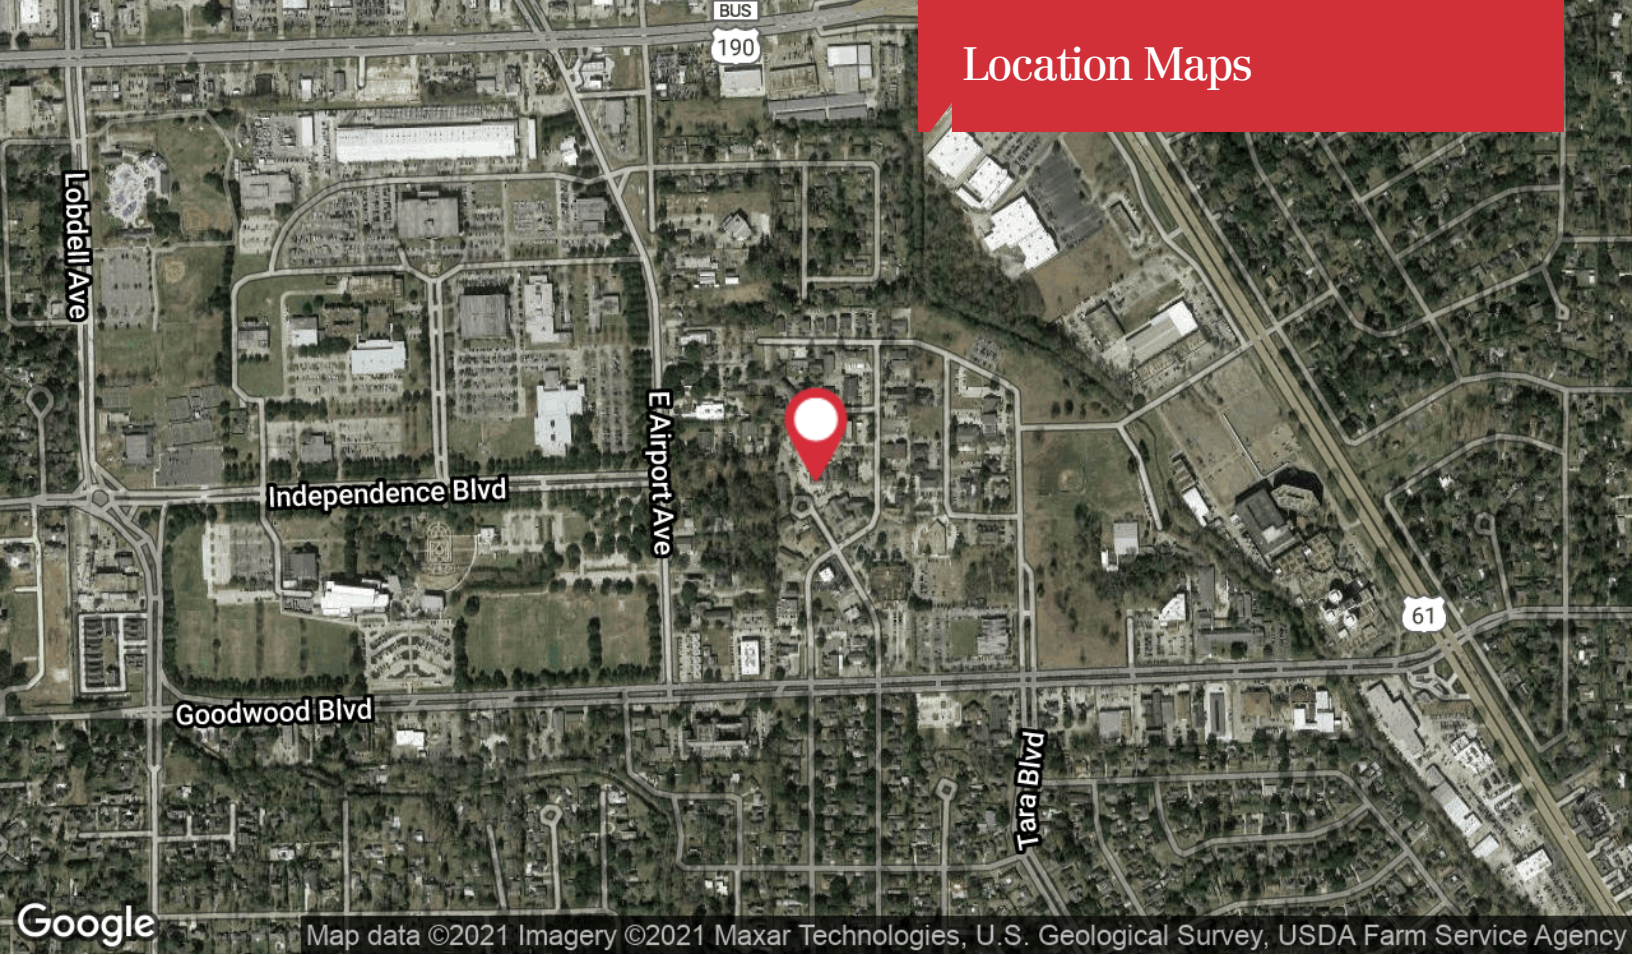 BUS
190
Location Maps
Lobdell Ave
E Airport Ave
Independence Blvd
61
Goodwood Blvd
Tara Blvd
Google
Map data ©2021 Imagery ©2021 Maxar Technologies, U.S. Geological Survey, USDA Farm Service Agency